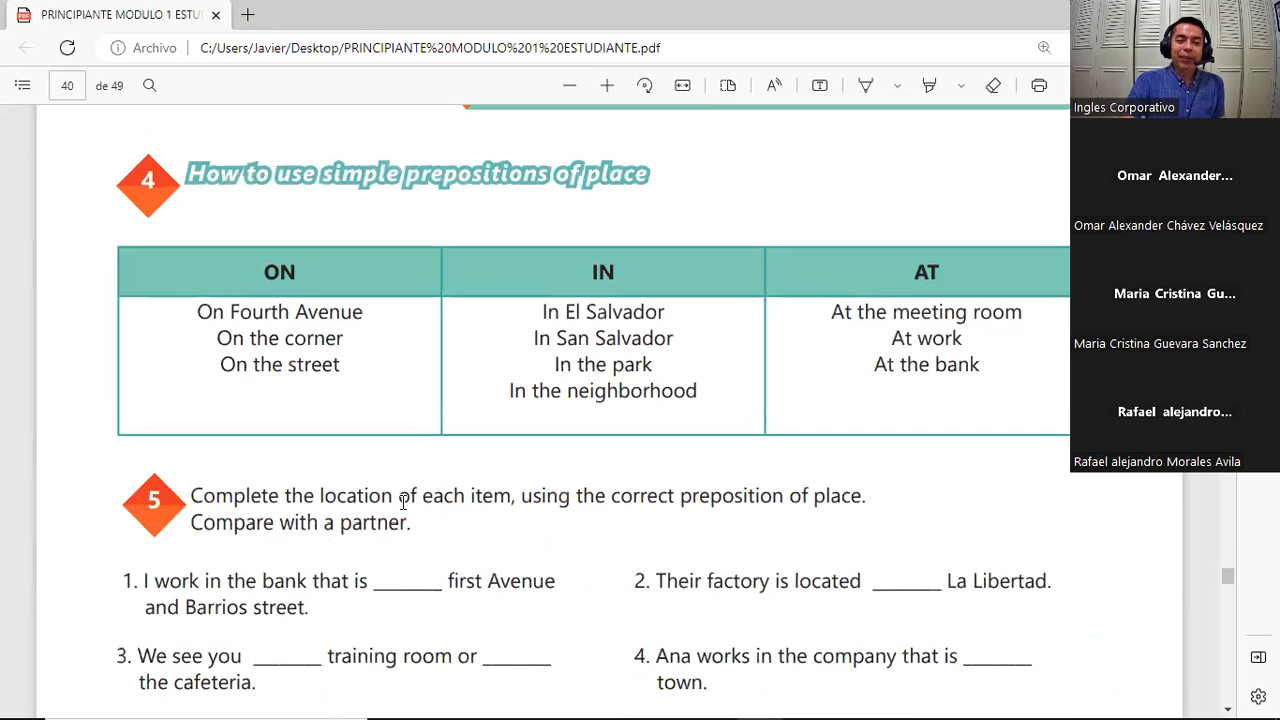 PRINCIPIANTE MODULO 1 ESTU
Archivo C:/Users/Javier/Desktop/PRINCIPIANTE%20MODULO%201%20ESTUDIANTE.pdf
40 de 49
Ingles Corporativo
Omar Alexander...
Omar Alexander Chávez Velásquez
Maria Cristina Gu...
Maria Cristina Guevara Sanchez
Rafael alejandro...
Rafael alejandro Morales Avila
4 How to use simple prepositions of place
ON IN AT
On Fourth Avenue In El Salvador At the meeting room
On the corner In San Salvador At work
On the street In the park At the bank
In the neighborhood
5 Complete the location of each item, using the correct preposition of place.
Compare with a partner.
1. I work in the bank that is _______ first Avenue
and Barrios street.
2. Their factory is located _______ La Libertad.
3. We see you _______ training room or _______
the cafeteria.
4. Ana works in the company that is _______
town.